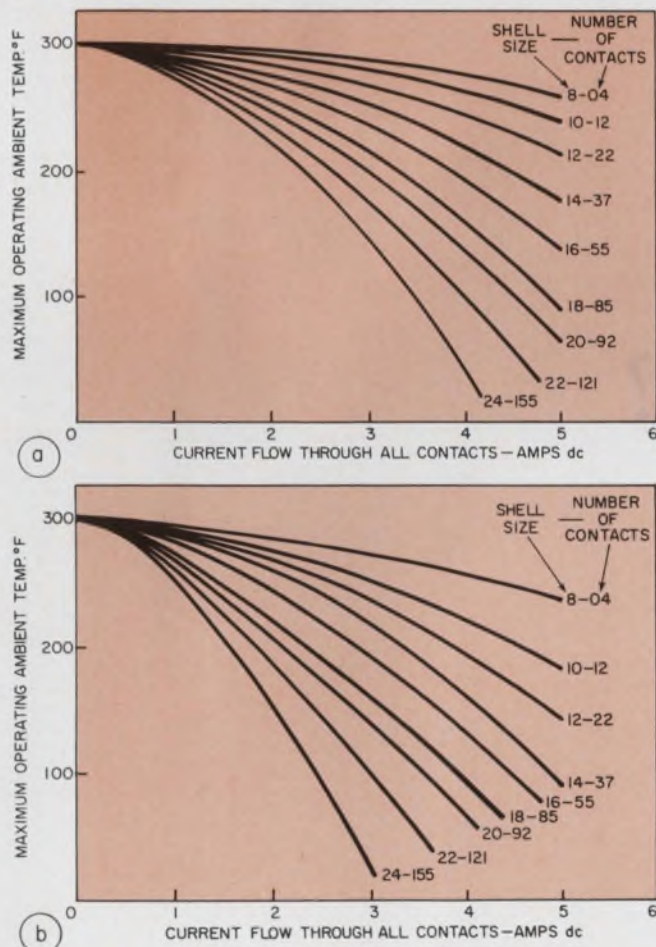 MAXIMUM OPERATING AMBIENT TEMP.°F
300
200
100
SHELL SIZE — NUMBER OF CONTACTS
8-04
10-12
12-22
14-37
16-55
18-85
20-92
22-121
24-155
0 1 2 3 4 5 6
CURRENT FLOW THROUGH ALL CONTACTS—AMPS dc
a
MAXIMUM OPERATING AMBIENT TEMP.°F
300
200
100
SHELL SIZE — NUMBER OF CONTACTS
8-04
10-12
12-22
14-37
16-55
18-85
20-92
22-121
24-155
0 1 2 3 4 5 6
CURRENT FLOW THROUGH ALL CONTACTS—AMPS dc
b